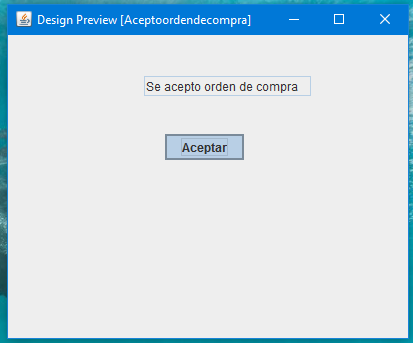 Design Preview [Aceptoordendecompra]
Se acepto orden de compra
Aceptar